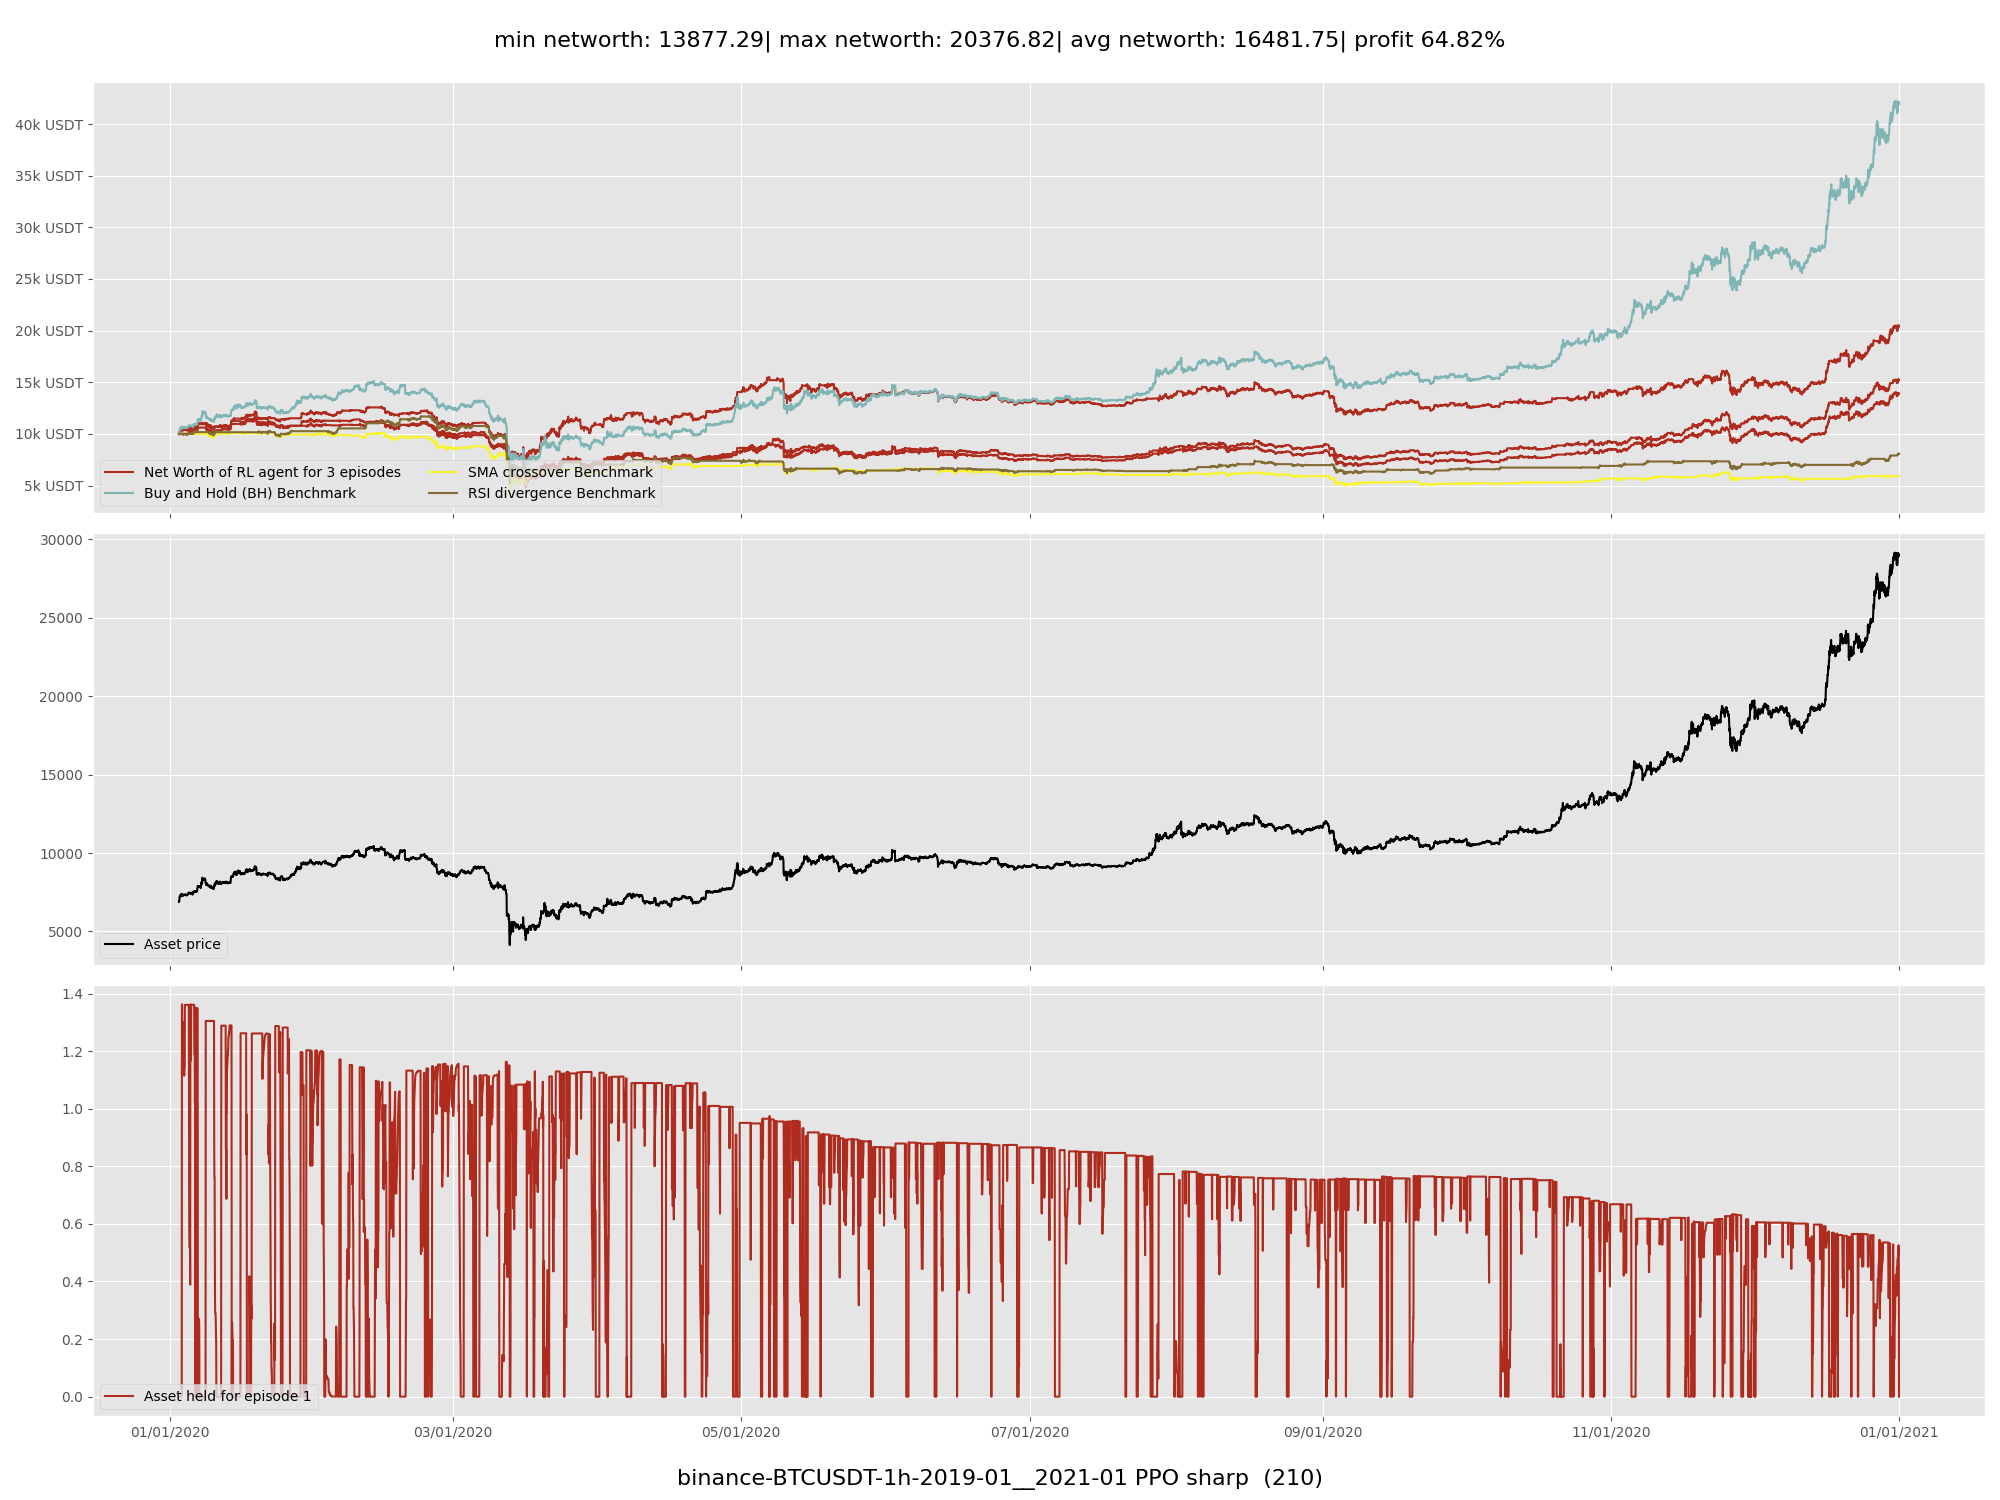 min networth: 13877.29| max networth: 20376.82| avg networth: 16481.75| profit 64.82%
40k USDT
35k USDT
30k USDT
25k USDT
20k USDT
15k USDT
10k USDT
5k USDT
Net Worth of RL agent for 3 episodes
Buy and Hold (BH) Benchmark
SMA crossover Benchmark
RSI divergence Benchmark
30000
25000
20000
15000
10000
5000
Asset price
1.4
1.2
1.0
0.8
0.6
0.4
0.2
0.0
Asset held for episode 1
01/01/2020
03/01/2020
05/01/2020
07/01/2020
09/01/2020
11/01/2020
01/01/2021
binance-BTCUSDT-1h-2019-01__2021-01 PPO sharp  (210)